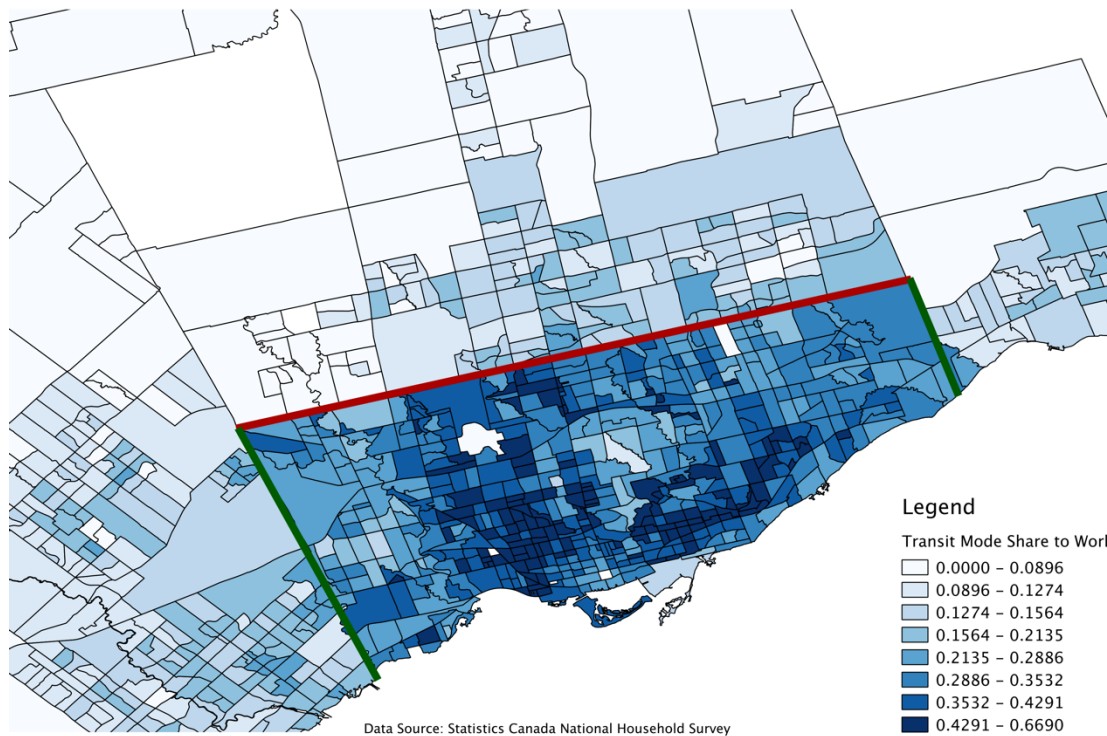 Legend
Transit Mode Share to Work
0.0000 – 0.0896
0.0896 – 0.1274
0.1274 – 0.1564
0.1564 – 0.2135
0.2135 – 0.2886
0.2886 – 0.3532
0.3532 – 0.4291
0.4291 – 0.6690
Data Source: Statistics Canada National Household Survey